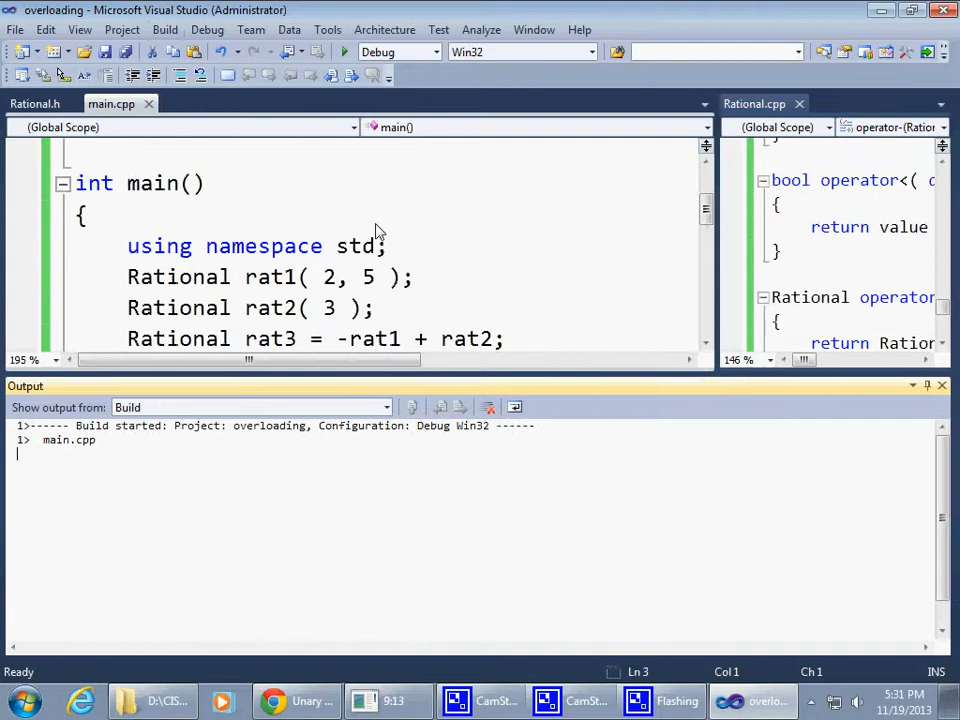 overloading - Microsoft Visual Studio (Administrator)
File Edit View Project Build Debug Team Data Tools Architecture Test Analyze Window Help
Debug Win32
Rational.h main.cpp Rational.cpp
(Global Scope) main() (Global Scope) operator-(Ration
int main()
{
using namespace std;
Rational rat1( 2, 5 );
Rational rat2( 3 );
Rational rat3 = -rat1 + rat2;
195 %
}
bool operator<( c
{
return value
}
Rational operator
{
return Ration
146 %
Output
Show output from: Build
1>------ Build started: Project: overloading, Configuration: Debug Win32 ------
1> main.cpp
Ready Ln 3 Col 1 Ch 1 INS
D:\CIS... Unary ... 9:13 CamSt... CamSt... Flashing overlo...
5:31 PM
11/19/2013